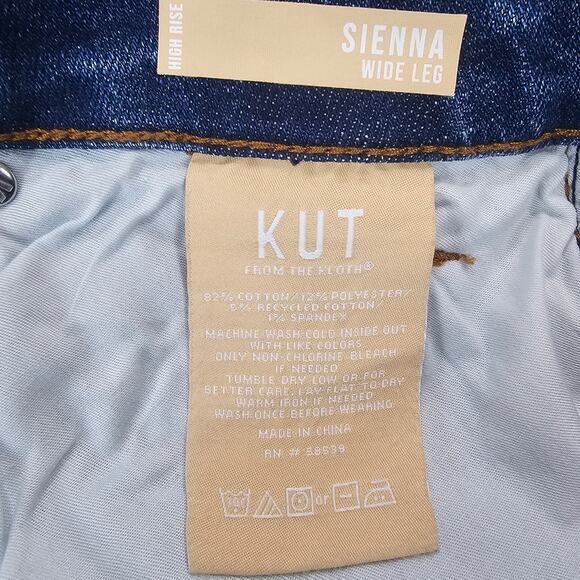 HIGH RISE
SIENNA
WIDE LEG
KUT
FROM THE KLOTH®
82% COTTON/12% POLYESTER/
5% RECYCLED COTTON/
1% SPANDEX
MACHINE WASH COLD INSIDE OUT
WITH LIKE COLORS
ONLY NON-CHLORINE BLEACH
IF NEEDED
TUMBLE DRY LOW OR FOR
BETTER CARE, LAY FLAT TO DRY
WARM IRON IF NEEDED
WASH ONCE BEFORE WEARING
MADE IN CHINA
RN # 58639
or